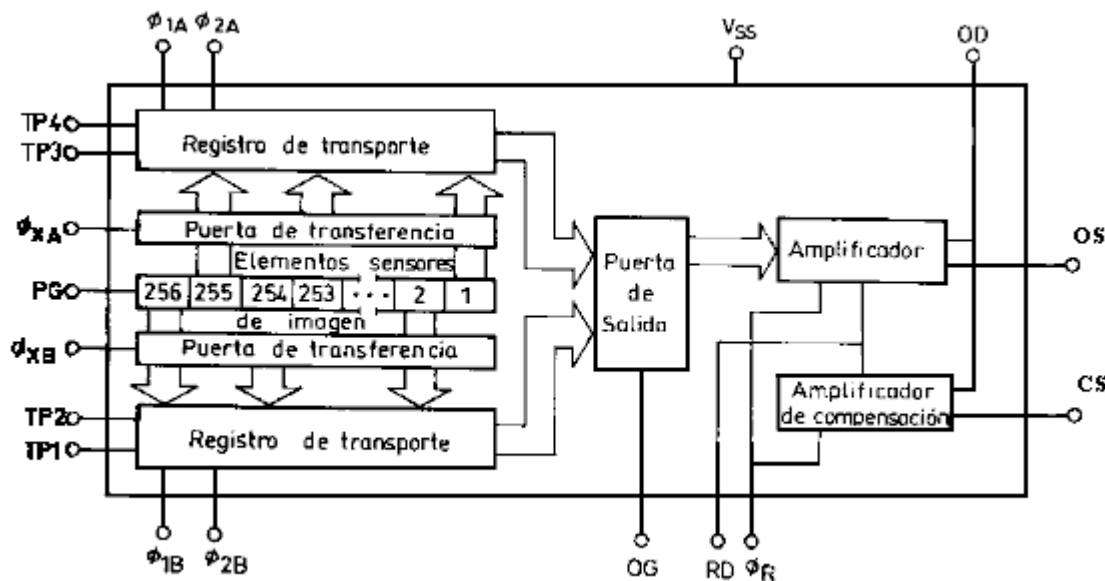 ϕ1A ϕ2A
VSS
OD
TP4
TP3
Registro de transporte
ϕXA
Puerta de transferencia
Elementos sensores
PG
256 255 254 253 ··· 2 1
de imagen
ϕXB
Puerta de transferencia
TP2
TP1
Registro de transporte
ϕ1B ϕ2B
Puerta
de
Salida
Amplificador
OS
Amplificador
de compensación
CS
OG
RD
ϕR